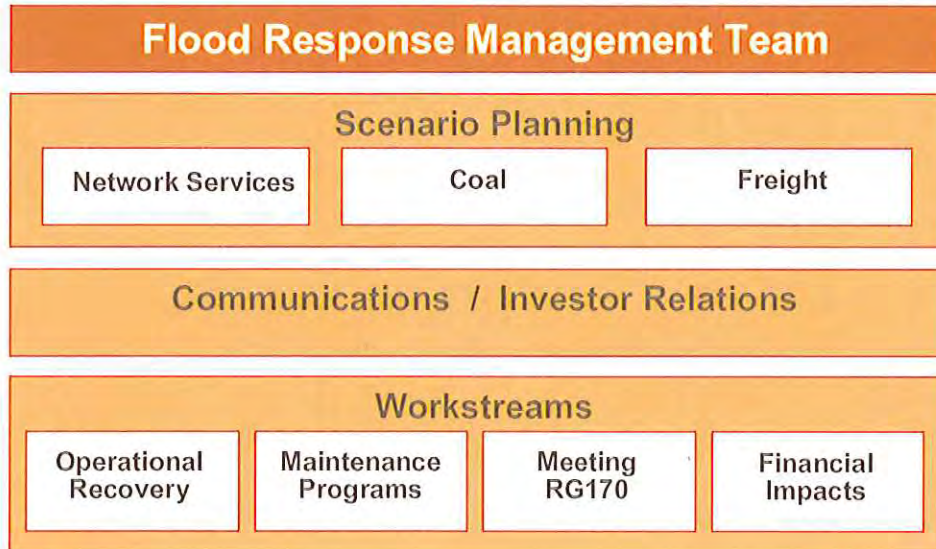 Flood Response Management Team
Scenario Planning
Network Services
Coal
Freight
Communications / Investor Relations
Workstreams
Operational
Recovery
Maintenance
Programs
Meeting
RG170
Financial
Impacts